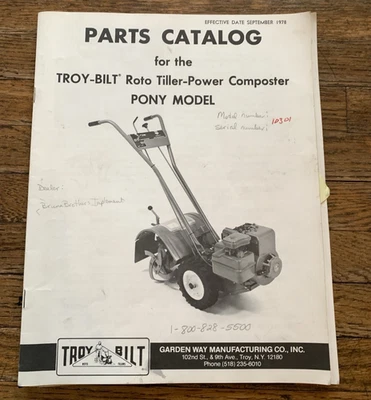 EFFECTIVE DATE SEPTEMBER 1978
PARTS CATALOG
for the
TROY-BILT® Roto Tiller-Power Composter
PONY MODEL
Model Number:
Serial Number:
Dealer:
Implement
1-800-828-5500
TROY BILT
GARDEN WAY MANUFACTURING CO., INC.
102nd St., & 9th Ave., Troy, N.Y. 12180
Phone (518) 235-6010